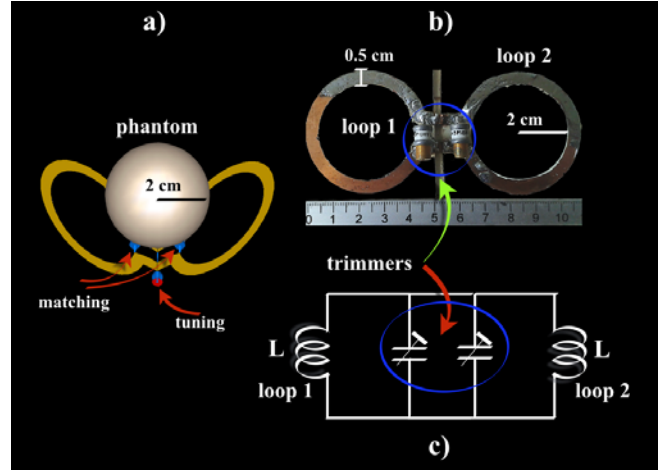 a)
phantom
2 cm
matching
tuning
b)
0.5 cm
loop 2
loop 1
2 cm
0 1 2 3 4 5 6 7 8 9 10
trimmers
L
loop 1
L
loop 2
c)